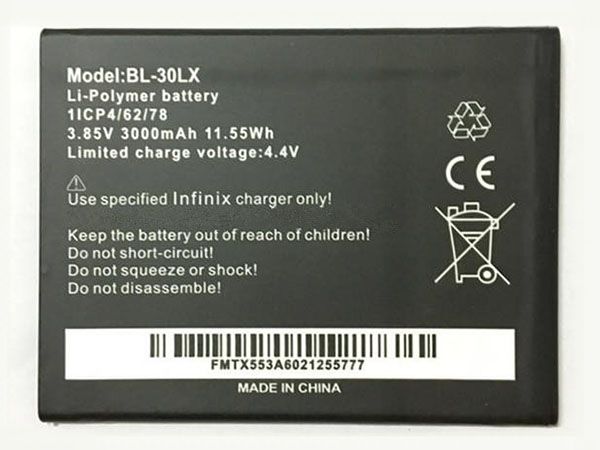 Model:BL-30LX
Li-Polymer battery
1ICP4/62/78
3.85V 3000mAh 11.55Wh
Limited charge voltage:4.4V
Use specified Infinix charger only!
Keep the battery out of reach of children!
Do not short-circuit!
Do not squeeze or shock!
Do not disassemble!
CE
FMTX553A6021255777
MADE IN CHINA